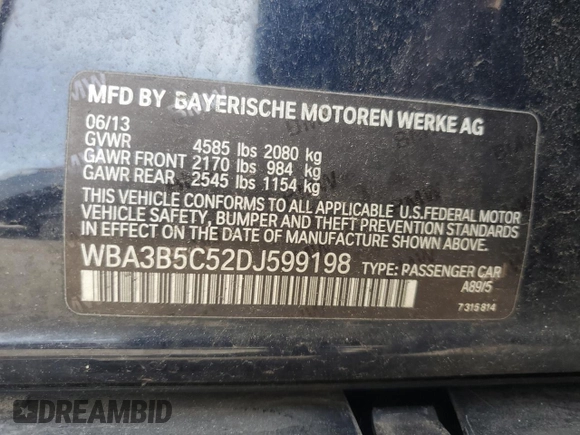 MFD BY BAYERISCHE MOTOREN WERKE AG
06/13
GVWR 4585 lbs 2080 kg
GAWR FRONT 2170 lbs 984 kg
GAWR REAR 2545 lbs 1154 kg
THIS VEHICLE CONFORMS TO ALL APPLICABLE U.S.FEDERAL MOTOR
VEHICLE SAFETY, BUMPER AND THEFT PREVENTION STANDARDS
IN EFFECT ON THE DATE OF MANUFACTURE SHOWN ABOVE.
WBA3B5C52DJ599198 TYPE: PASSENGER CAR
A89/5
7315814
DREAMBID